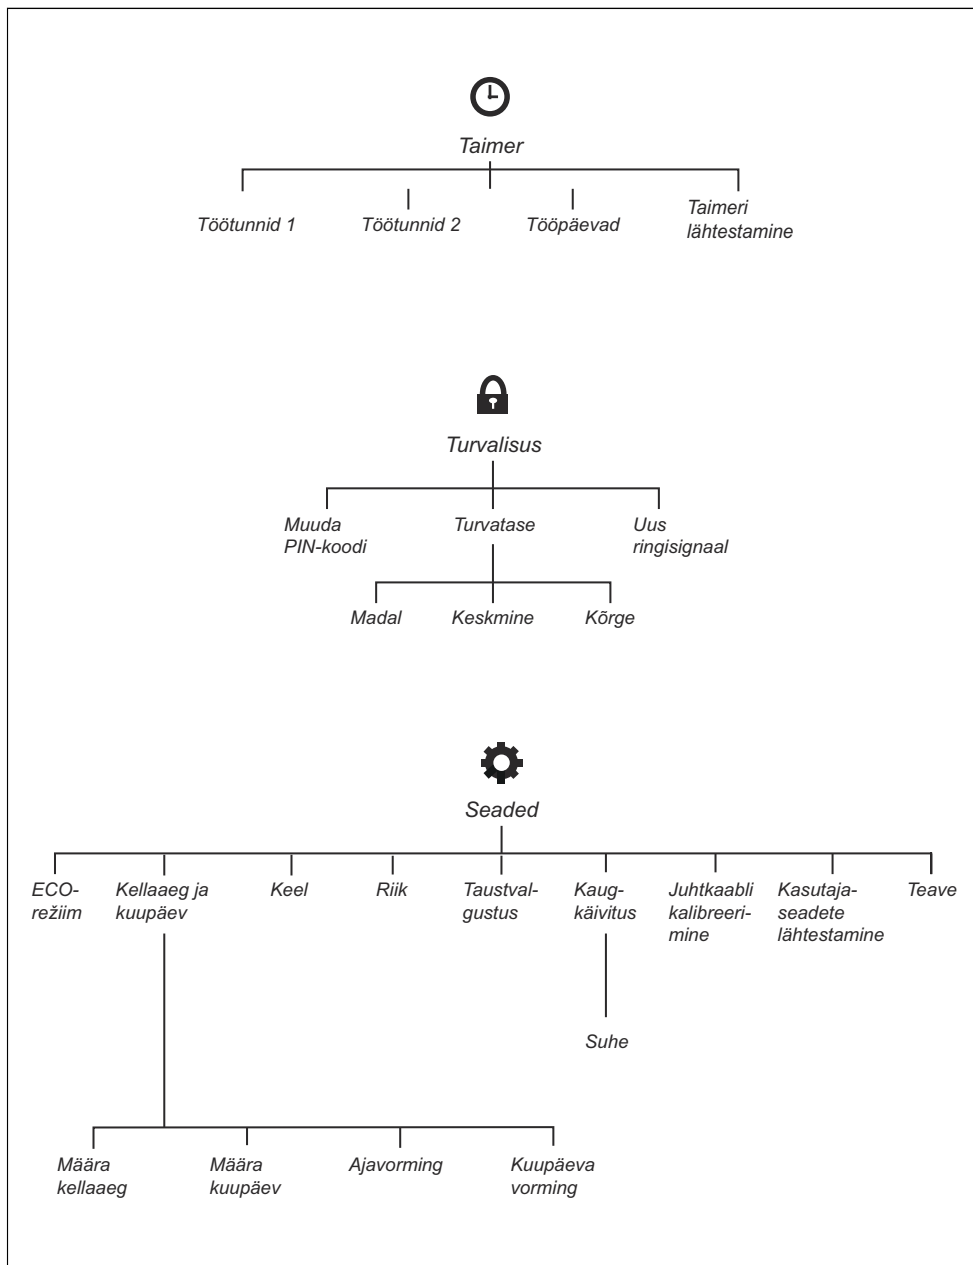 Taimer
Töötunnid 1
Töötunnid 2
Tööpäevad
Taimeri
lähtestamine
Turvalisus
Muuda
PIN-koodi
Turvatase
Uus
ringisignaal
Madal
Keskmine
Kõrge
Seaded
ECO-
režiim
Kellaaeg ja
kuupäev
Keel
Riik
Taustval-
gustus
Kaug-
käivitus
Juhtkaabli
kalibreeri-
mine
Kasutaja-
seadete
lähtestamine
Teave
Suhe
Määra
kellaaeg
Määra
kuupäev
Ajavorming
Kuupäeva
vorming